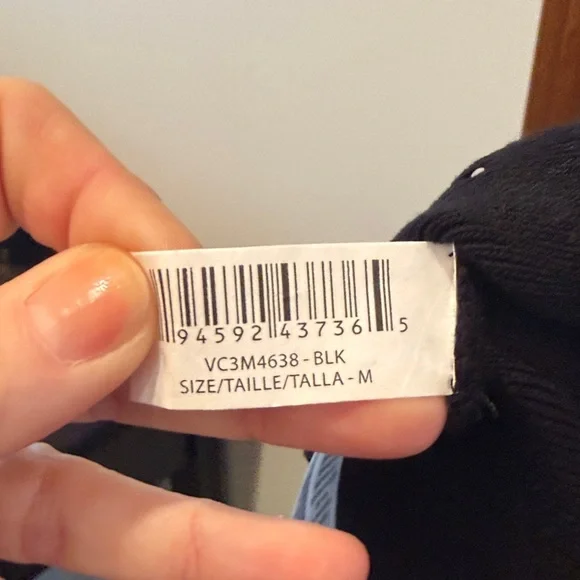 94592 43736 5
VC3M4638 - BLK
SIZE/TAILLE/TALLA - M